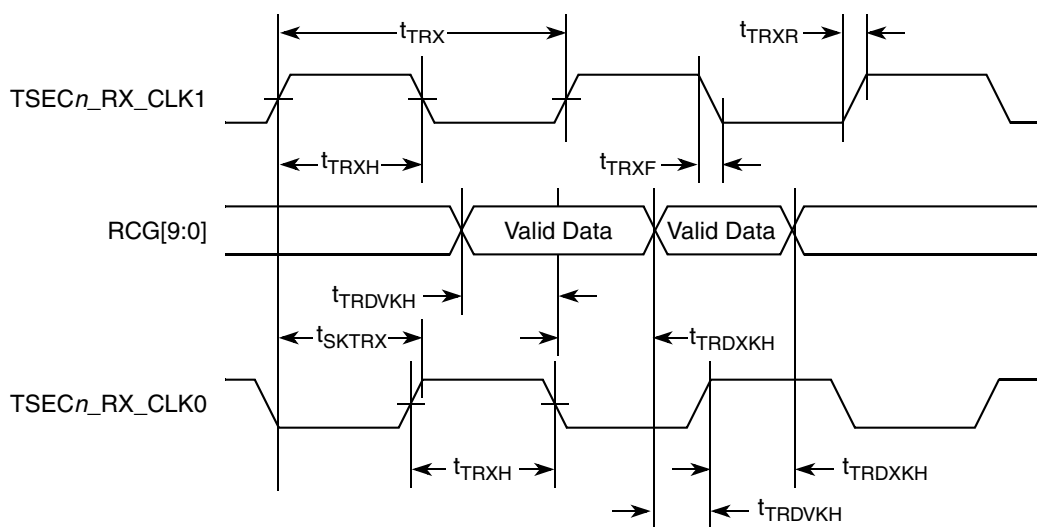 tTRX
tTRXR
TSECn_RX_CLK1
tTRXH
tTRXF
RCG[9:0]
Valid Data
Valid Data
tTRDVKH
tSKTRX
tTRDXKH
TSECn_RX_CLK0
tTRXH
tTRDXKH
tTRDVKH